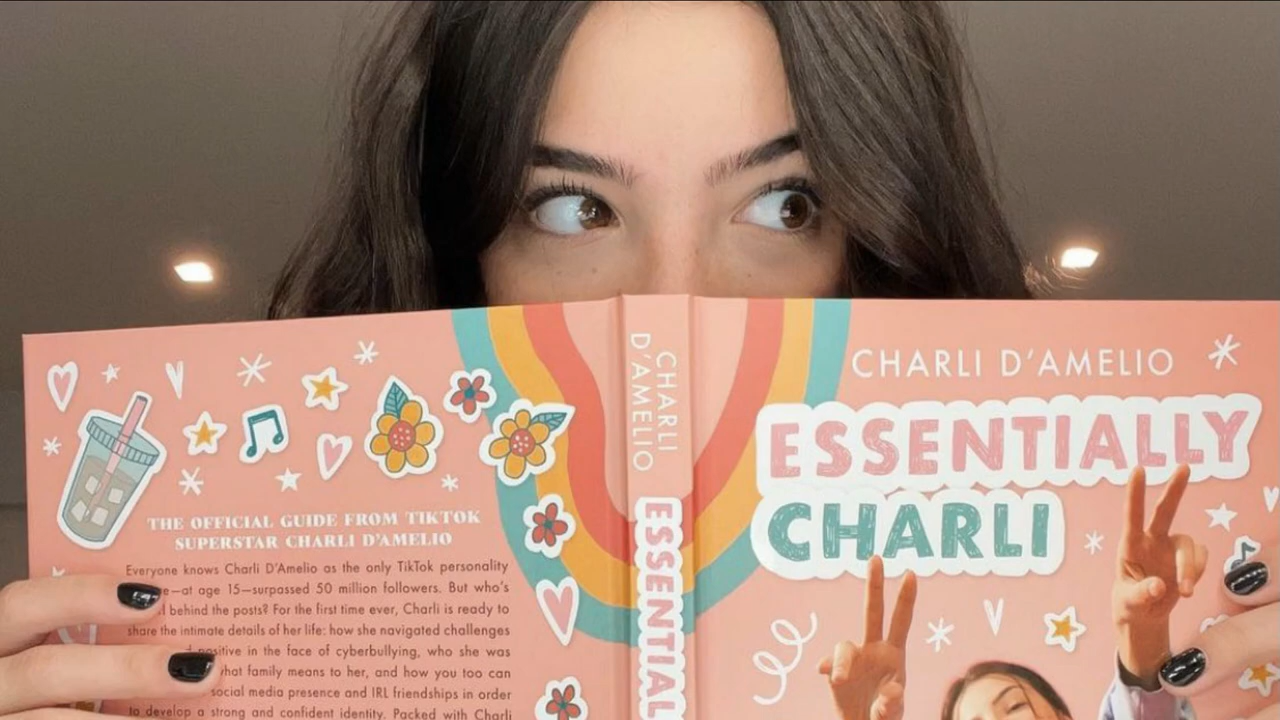 THE OFFICIAL GUIDE FROM TIKTOK
SUPERSTAR CHARLI D'AMELIO
Everyone knows Charli D'Amelio as the only TikTok personality
—at age 15—surpassed 50 million followers. But who's
behind the posts? For the first time ever, Charli is ready to
share the intimate details of her life: how she navigated challenges
in the face of cyberbullying, who she was
what family means to her, and how you too can
social media presence and IRL friendships in order
to develop a strong and confident identity. Packed with Charli
CHARLI
D'AMELIO
ESSENTIAL
CHARLI D'AMELIO
ESSENTIALLY
CHARLI